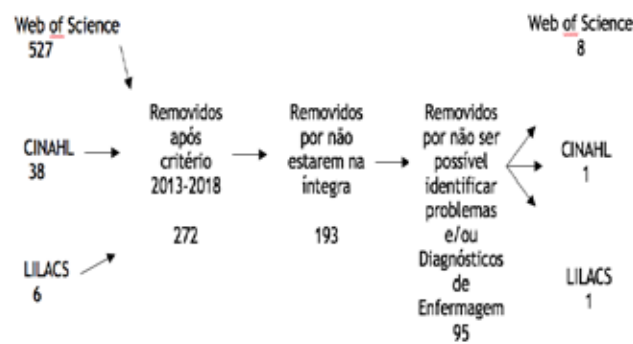 Web of Science
527
CINAHL
38
LILACS
6
Removidos
após
critério
2013-2018
272
Removidos
por não
estarem na
íntegra
193
Removidos
por não ser
possível
identificar
problemas
e/ou
Diagnósticos
de
Enfermagem
95
Web of Science
8
CINAHL
1
LILACS
1